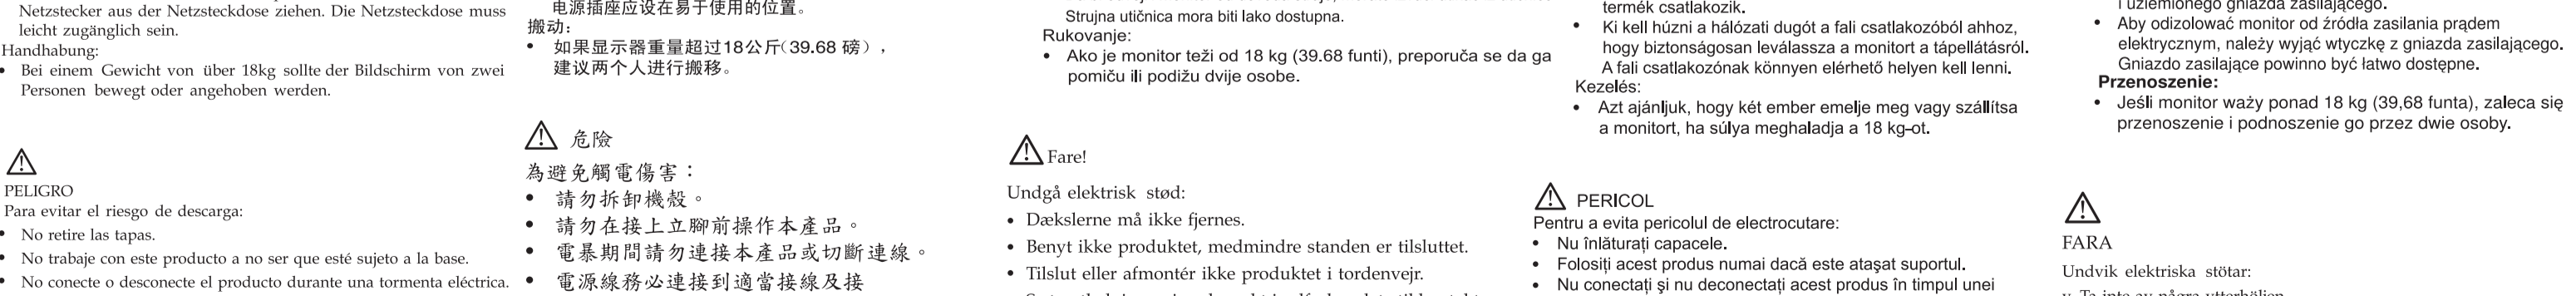 Netzstecker aus der Netzsteckdose ziehen. Die Netzsteckdose muss
leicht zugänglich sein.
Handhabung:
• Bei einem Gewicht von über 18kg sollte der Bildschirm von zwei
Personen bewegt oder angehoben werden.
PELIGRO
Para evitar el riesgo de descarga:
• No retire las tapas.
• No trabaje con este producto a no ser que esté sujeto a la base.
• No conecte o desconecte el producto durante una tormenta eléctrica.
电源插座应设在易于使用的位置。
搬动:
• 如果显示器重量超过18公斤(39.68 磅),
建议两个人进行搬移。
危險
為避免觸電傷害:
• 請勿拆卸機殼。
• 請勿在接上立腳前操作本產品。
• 電暴期間請勿連接本產品或切斷連線。
• 電源線務必連接到適當接線及接
Strujna utičnica mora biti lako dostupna.
Rukovanje:
• Ako je monitor teži od 18 kg (39.68 funti), preporuča se da ga
pomiču ili podižu dvije osobe.
Fare!
Undgå elektrisk stød:
• Dækslerne må ikke fjernes.
• Benyt ikke produktet, medmindre standen er tilsluttet.
• Tilslut eller afmontér ikke produktet i tordenvejr.
termék csatlakozik.
• Ki kell húzni a hálózati dugót a fali csatlakozóból ahhoz,
hogy biztonságosan leválassza a monitort a tápellátásról.
A fali csatlakozónak könnyen elérhető helyen kell lenni.
Kezelés:
• Azt ajánljuk, hogy két ember emelje meg vagy szállítsa
a monitort, ha súlya meghaladja a 18 kg-ot.
PERICOL
Pentru a evita pericolul de electrocutare:
• Nu înlăturaţi capacele.
• Folosiţi acest produs numai dacă este ataşat suportul.
• Nu conectaţi şi nu deconectaţi acest produs în timpul unei
i uziemionego gniazda zasilającego.
• Aby odizolować monitor od źródła zasilania prądem
elektrycznym, należy wyjąć wtyczkę z gniazda zasilającego.
Gniazdo zasilające powinno być łatwo dostępne.
Przenoszenie:
• Jeśli monitor waży ponad 18 kg (39,68 funta), zaleca się
przenoszenie i podnoszenie go przez dwie osoby.
FARA
Undvik elektriska stötar: